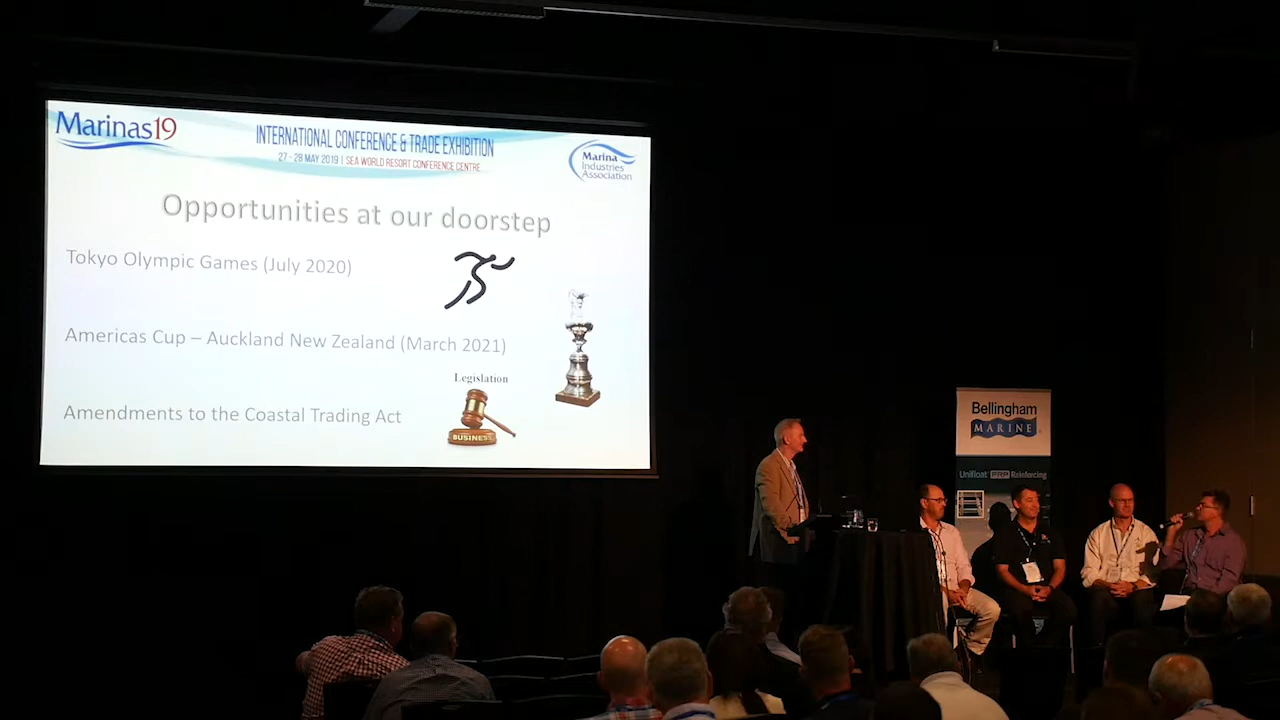 Marinas19
INTERNATIONAL CONFERENCE & TRADE EXHIBITION
27 - 28 MAY 2019 | SEA WORLD RESORT CONFERENCE CENTRE
Marina
Industries
Association
Opportunities at our doorstep
Tokyo Olympic Games (July 2020)
Americas Cup – Auckland New Zealand (March 2021)
Legislation
Amendments to the Coastal Trading Act
BUSINESS
Bellingham
MARINE
Unifloat FRP Reinforcing